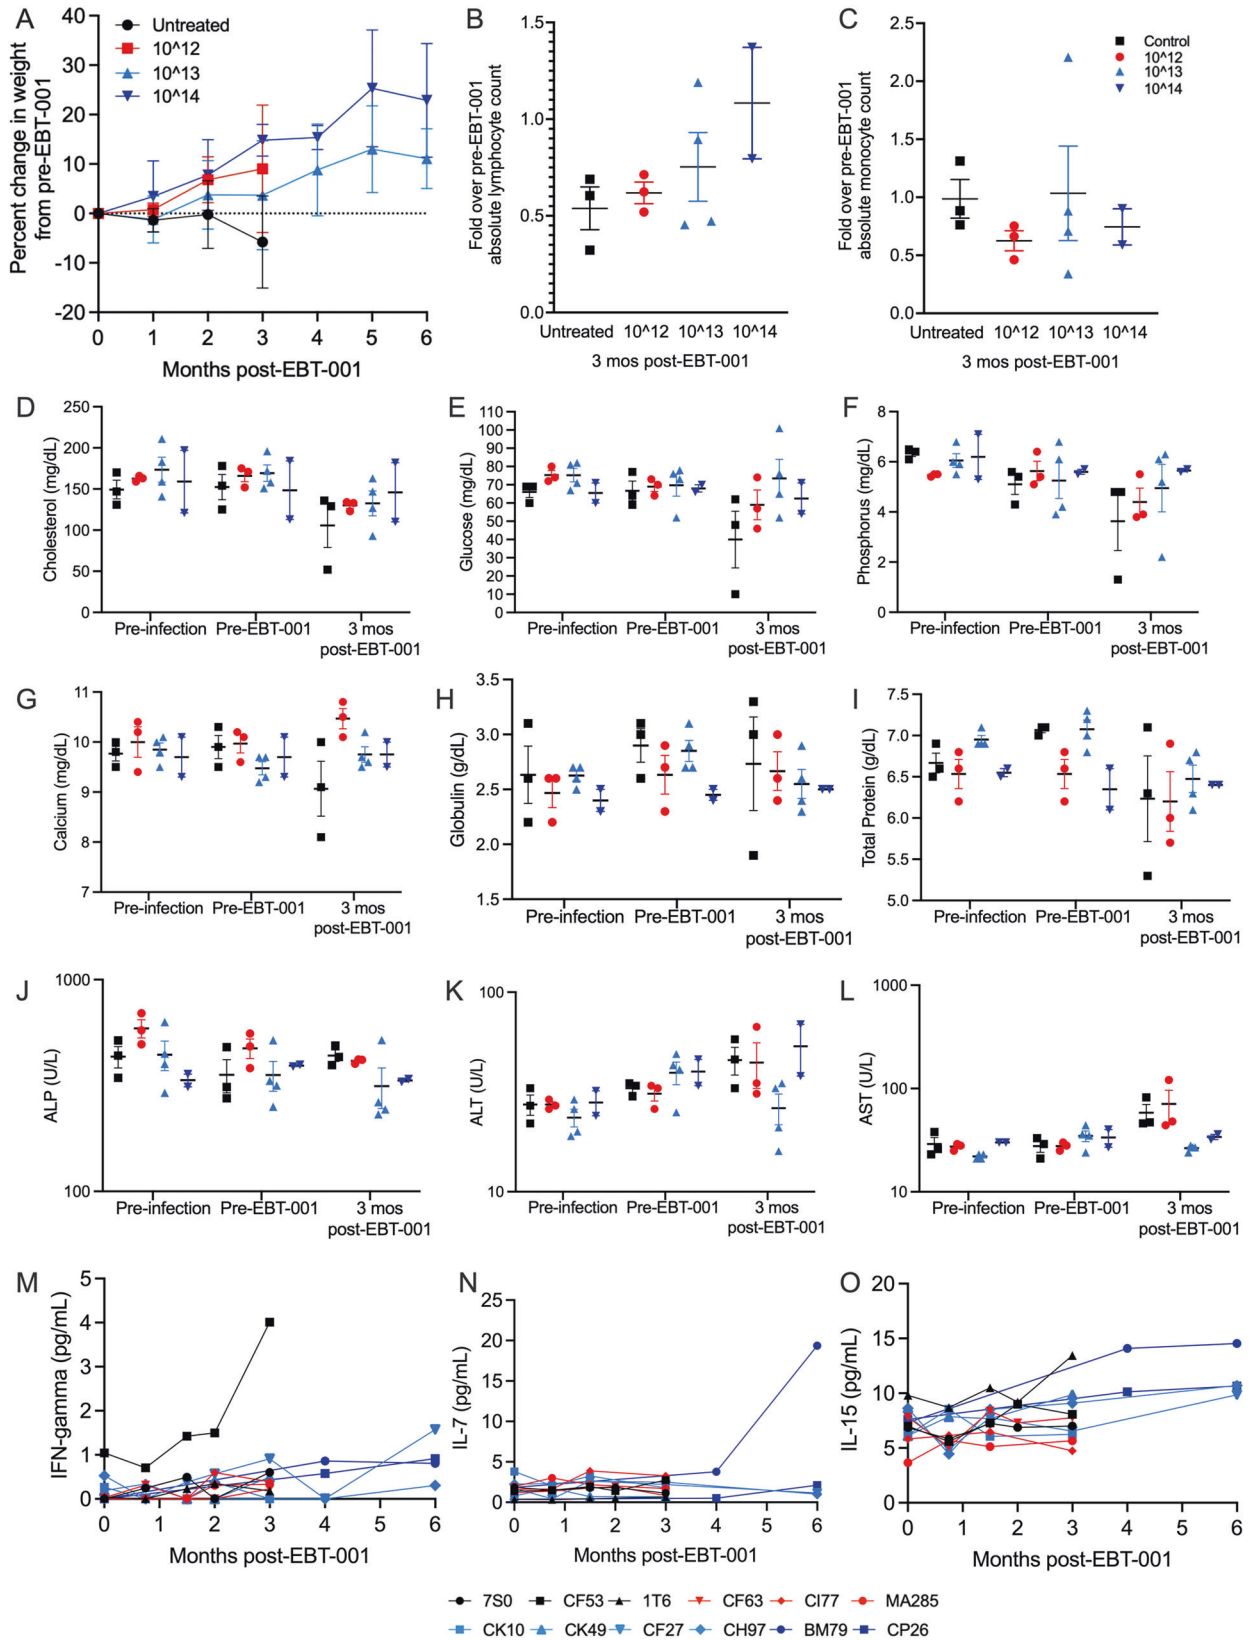 A
Percent change in weight
from pre-EBT-001
40
30
20
10
0
-10
-20
0 1 2 3 4 5 6
Months post-EBT-001
Untreated
10^12
10^13
10^14
B
Fold over pre-EBT-001
absolute lymphocyte count
1.5
1.0
0.5
0.0
Untreated 10^12 10^13 10^14
3 mos post-EBT-001
C
Fold over pre-EBT-001
absolute monocyte count
2.5
2.0
1.5
1.0
0.5
0.0
Untreated 10^12 10^13 10^14
3 mos post-EBT-001
Control
10^12
10^13
10^14
D
Cholesterol (mg/dL)
250
200
150
100
50
0
Pre-infection Pre-EBT-001 3 mos
post-EBT-001
E
Glucose (mg/dL)
110
100
90
80
70
60
50
40
30
20
10
0
Pre-infection Pre-EBT-001 3 mos
post-EBT-001
F
Phosphorus (mg/dL)
8
6
4
2
0
Pre-infection Pre-EBT-001 3 mos
post-EBT-001
G
Calcium (mg/dL)
11
10
9
8
7
Pre-infection Pre-EBT-001 3 mos
post-EBT-001
H
Globulin (g/dL)
3.5
3.0
2.5
2.0
1.5
Pre-infection Pre-EBT-001 3 mos
post-EBT-001
I
Total Protein (mg/dL)
7.5
7.0
6.5
6.0
5.5
5.0
Pre-infection Pre-EBT-001 3 mos
post-EBT-001
J
ALP (U/L)
1000
100
Pre-infection Pre-EBT-001 3 mos
post-EBT-001
K
ALT (U/L)
100
10
Pre-infection Pre-EBT-001 3 mos
post-EBT-001
L
AST (U/L)
1000
100
10
Pre-infection Pre-EBT-001 3 mos
post-EBT-001
M
IFN-gamma (pg/mL)
5
4
3
2
1
0
0 1 2 3 4 5 6
Months post-EBT-001
N
IL-7 (pg/mL)
25
20
15
10
5
0
0 1 2 3 4 5 6
Months post-EBT-001
O
IL-15 (pg/mL)
20
15
10
5
0
0 1 2 3 4 5 6
Months post-EBT-001
7S0 CF53 1T6 CF63 CI77 MA285
CK10 CK49 CF27 CH97 BM79 CP26